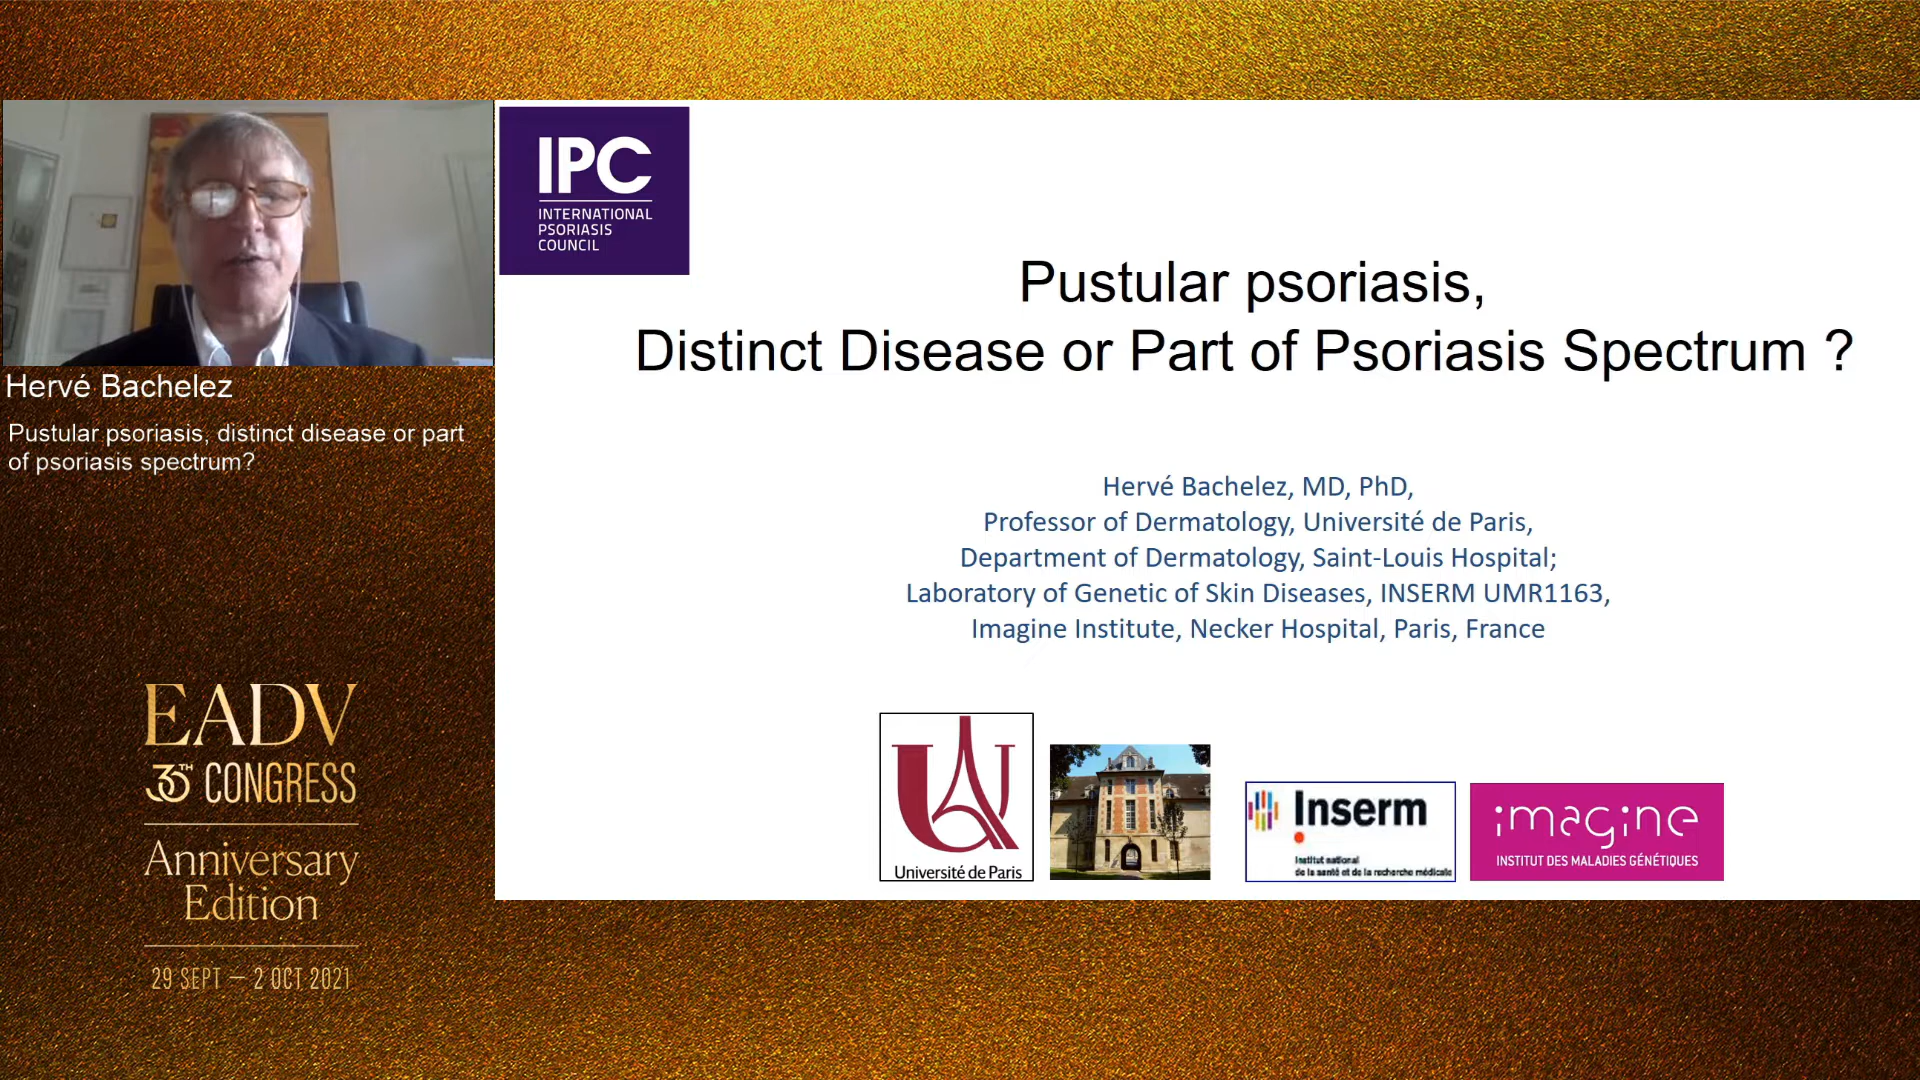 IPC
INTERNATIONAL
PSORIASIS
COUNCIL
Pustular psoriasis,
Distinct Disease or Part of Psoriasis Spectrum ?
Hervé Bachelez
Pustular psoriasis, distinct disease or part
of psoriasis spectrum?
Hervé Bachelez, MD, PhD,
Professor of Dermatology, Université de Paris,
Department of Dermatology, Saint-Louis Hospital;
Laboratory of Genetic of Skin Diseases, INSERM UMR1163,
Imagine Institute, Necker Hospital, Paris, France
EADV
30TH CONGRESS
Anniversary
Edition
29 SEPT — 2 OCT 2021
Université de Paris
Inserm
Institut national
de la santé et de la recherche médicale
imagine
INSTITUT DES MALADIES GÉNÉTIQUES